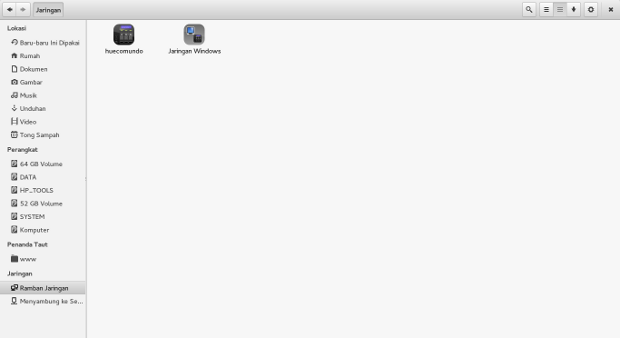 Jaringan
Lokasi
Baru-baru Ini Dipakai
Rumah
Dokumen
Gambar
Musik
Unduhan
Video
Tong Sampah
Perangkat
64 GB Volume
DATA
HP_TOOLS
52 GB Volume
SYSTEM
Komputer
Penanda Taut
www
Jaringan
Ramban Jaringan
Menyambung ke Se...
huecomundo
Jaringan Windows